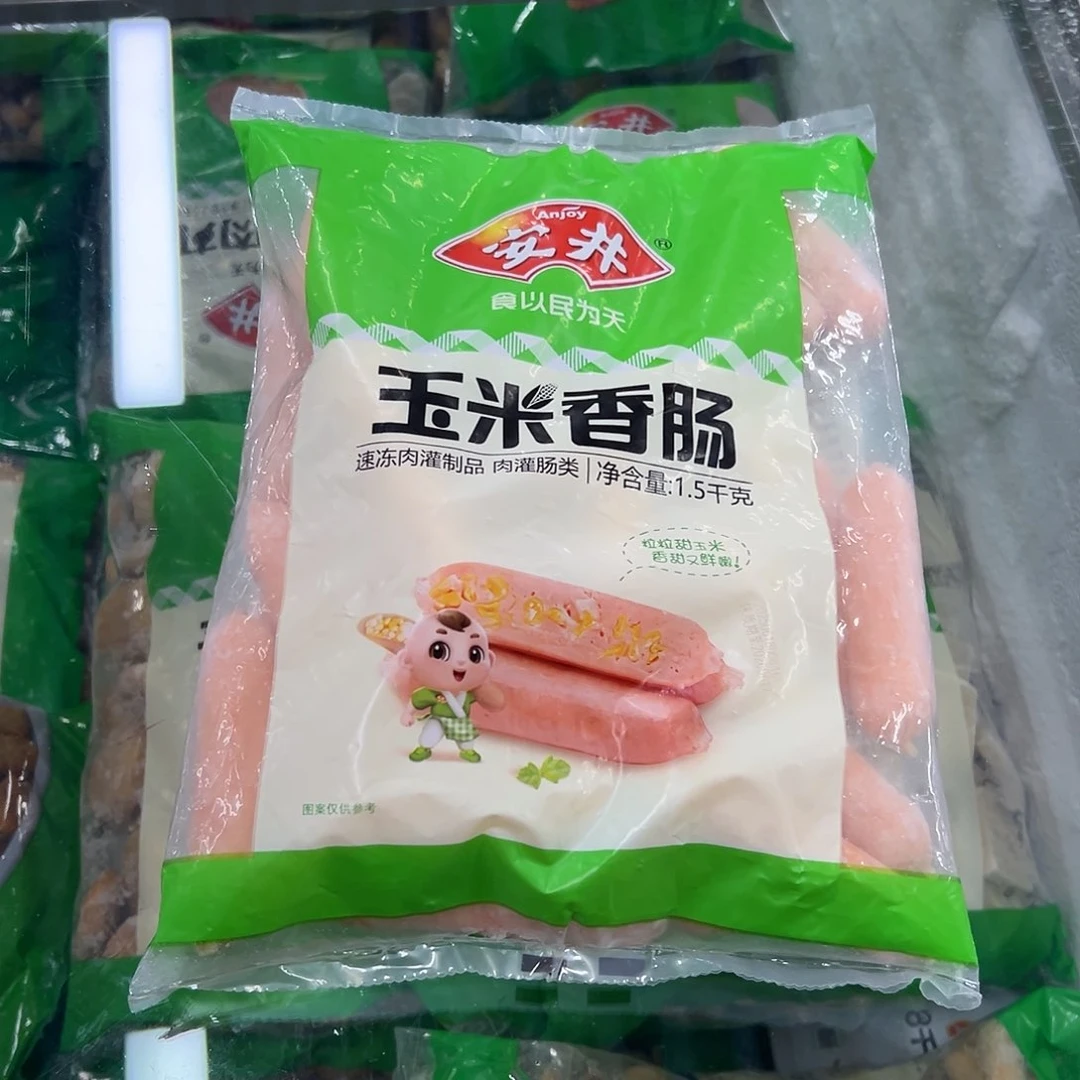 Anjoy
安井®
食以民为天
玉米香肠
速冻肉灌制品 肉灌肠类|净含量:1.5千克
粒粒甜玉米
香甜又鲜嫩!
图案仅供参考